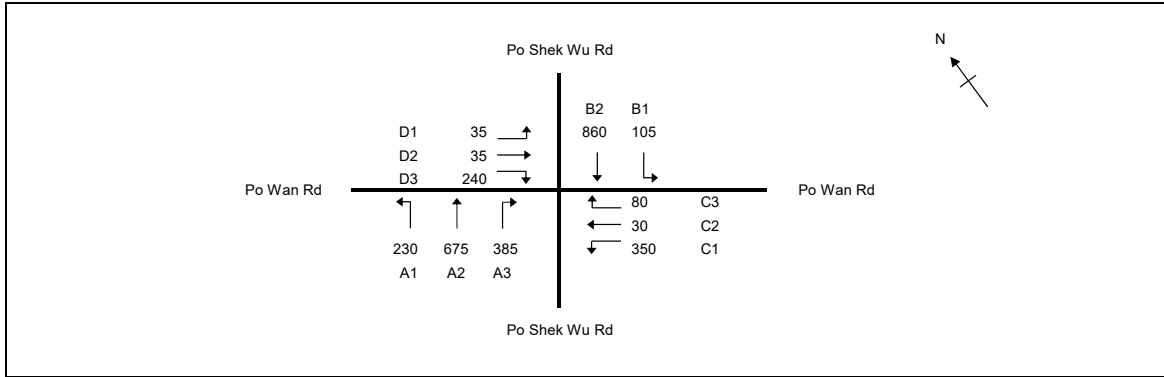 N
Po Shek Wu Rd
B2 B1
D1 35 860 105
D2 35
D3 240
Po Wan Rd Po Wan Rd
80 C3
30 C2
230 675 385 350 C1
A1 A2 A3
Po Shek Wu Rd